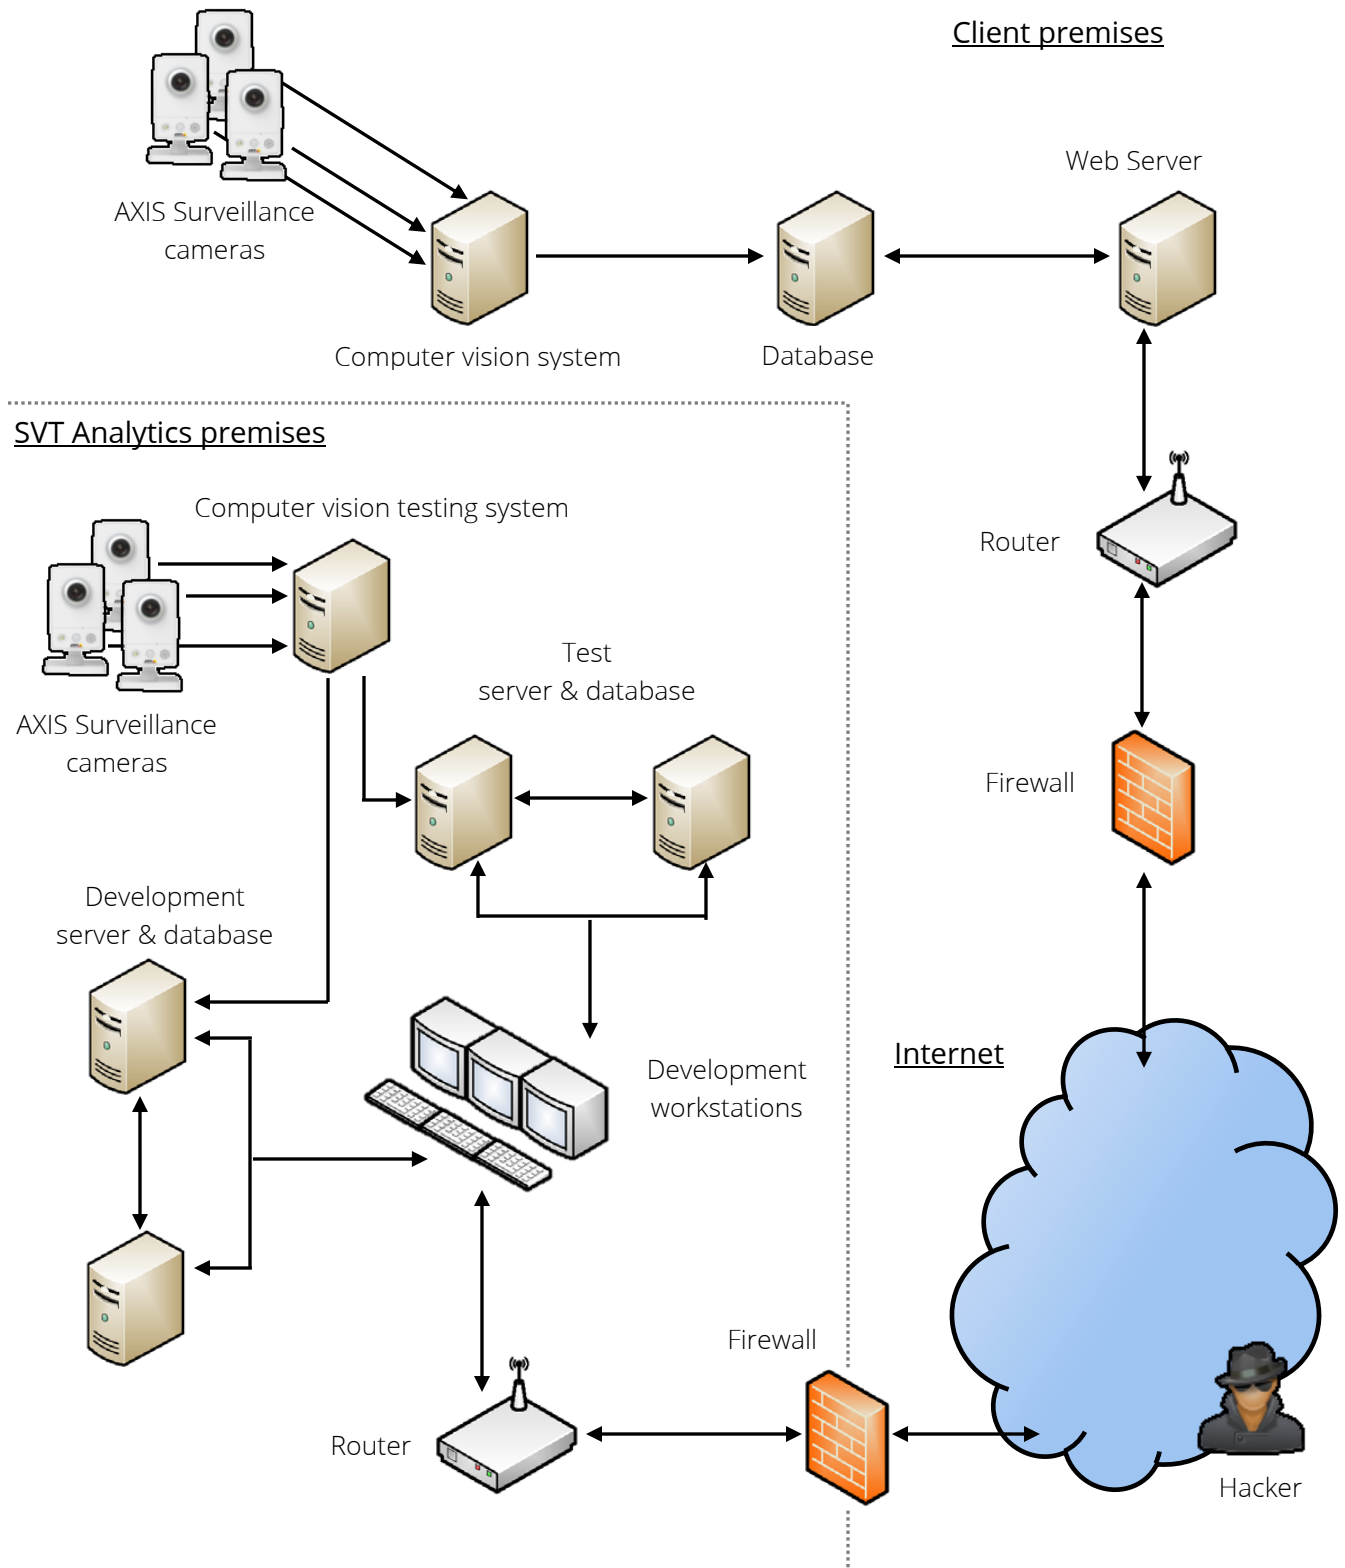 Client premises
Web Server
AXIS Surveillance
cameras
Computer vision system
Database
SVT Analytics premises
Computer vision testing system
Router
Test
server & database
AXIS Surveillance
cameras
Firewall
Development
server & database
Internet
Development
workstations
Firewall
Router
Hacker